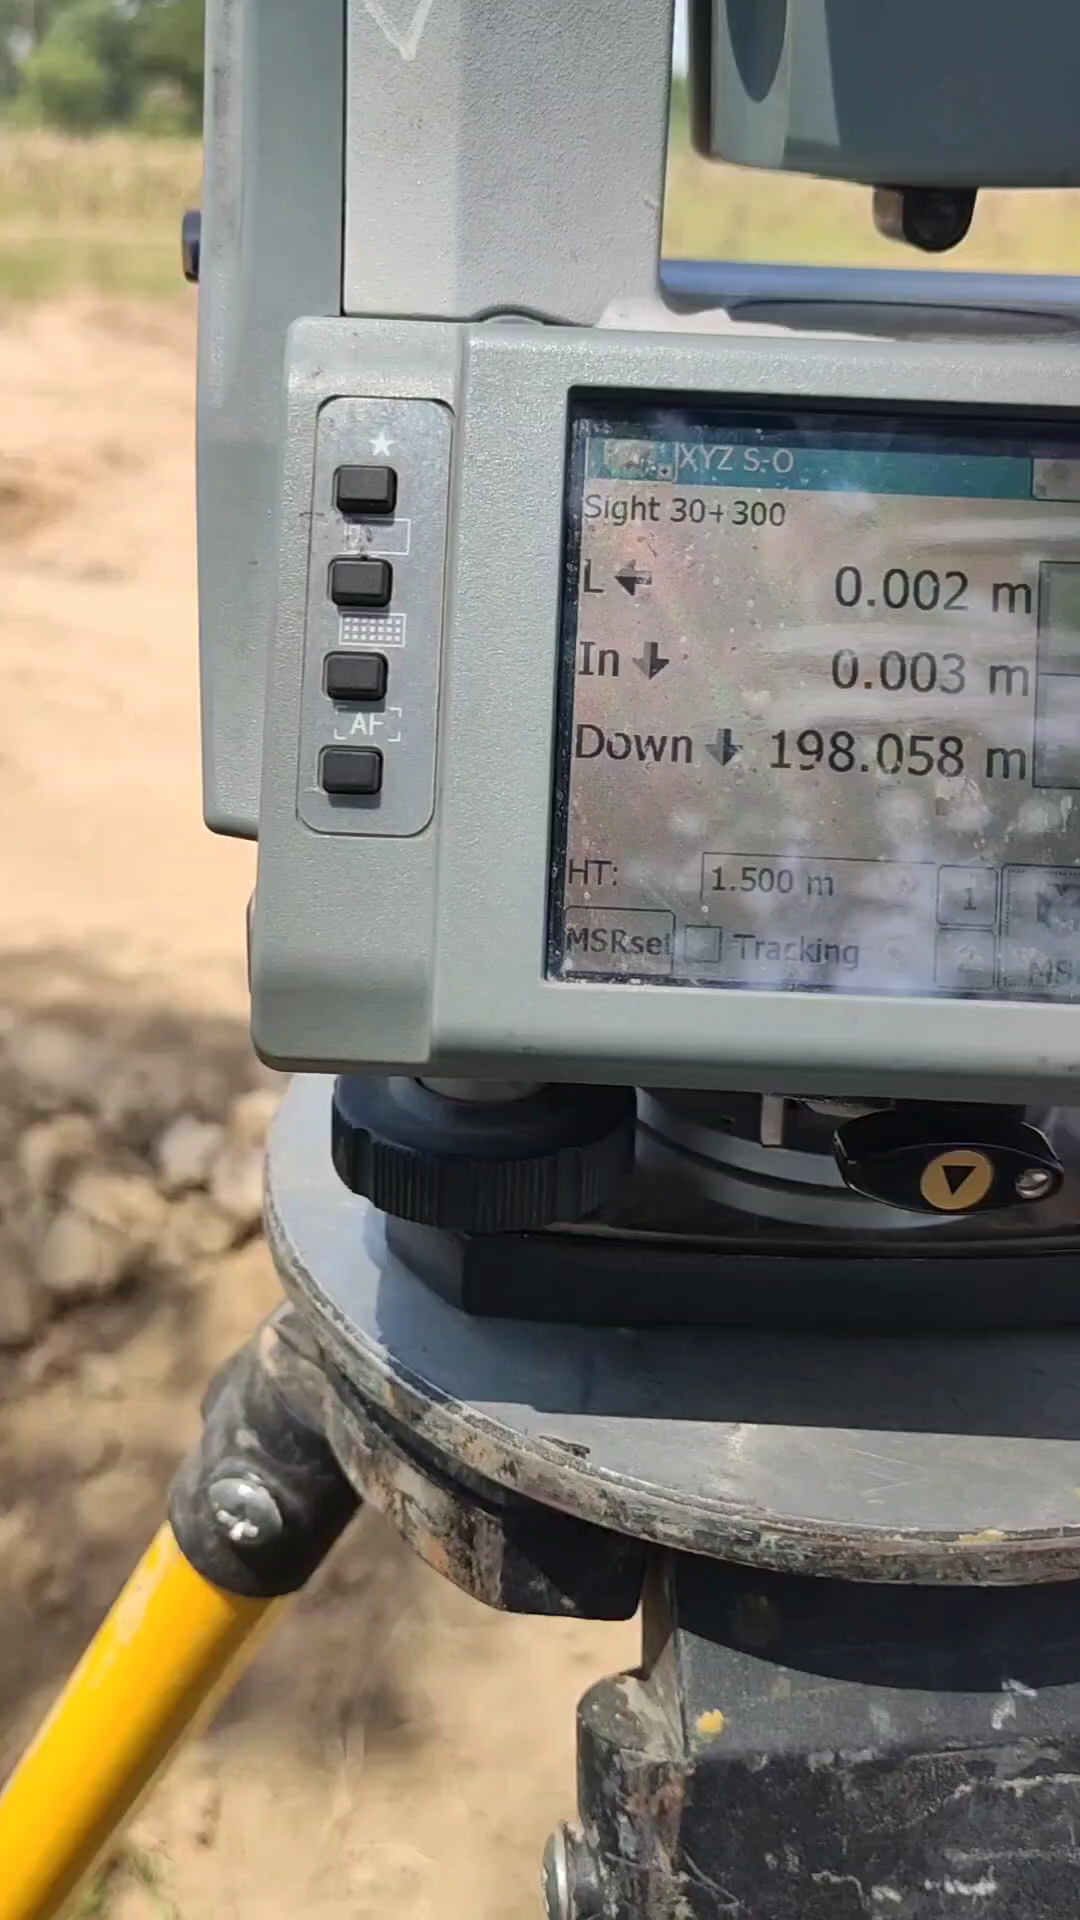 XYZ S-O
Sight 30+300
L 0.002 m
In 0.003 m
Down 198.058 m
HT: 1.500 m 1
MSRset Tracking
AF